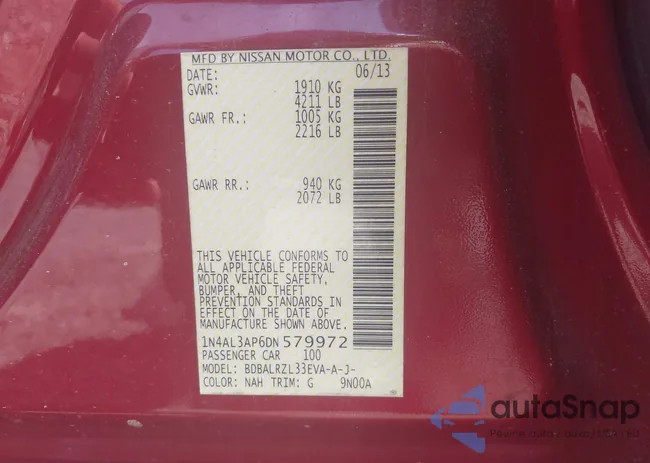 MFD BY NISSAN MOTOR CO., LTD.
DATE: 06/13
GVWR: 1910 KG
4211 LB
GAWR FR.: 1005 KG
2216 LB
GAWR RR.: 940 KG
2072 LB
THIS VEHICLE CONFORMS TO
ALL APPLICABLE FEDERAL
MOTOR VEHICLE SAFETY,
BUMPER, AND THEFT
PREVENTION STANDARDS IN
EFFECT ON THE DATE OF
MANUFACTURE SHOWN ABOVE.
1N4AL3AP6DN579972
PASSENGER CAR 100
MODEL: BDBALRZL33EVA-A-J-
COLOR: NAH TRIM: G 9N00A
autoSnap